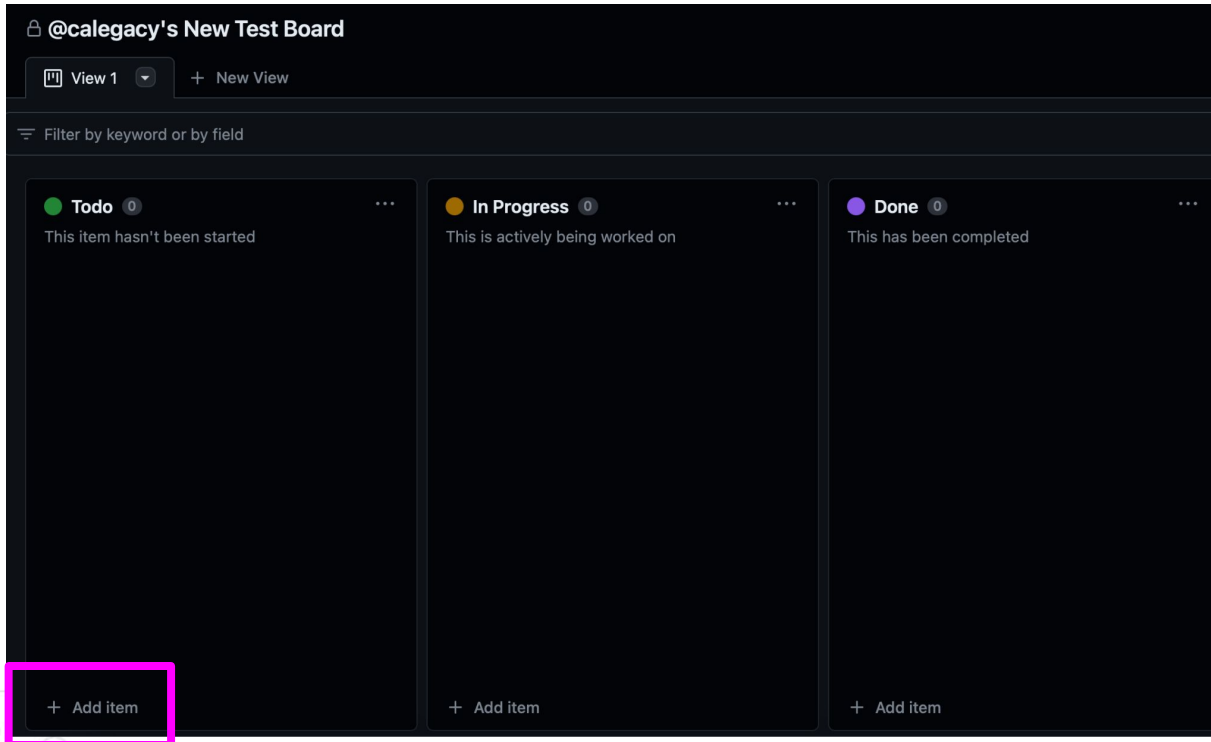 @calegacy's New Test Board
View 1
+ New View
Filter by keyword or by field
Todo 0
This item hasn't been started
In Progress 0
This is actively being worked on
Done 0
This has been completed
+ Add item
+ Add item
+ Add item